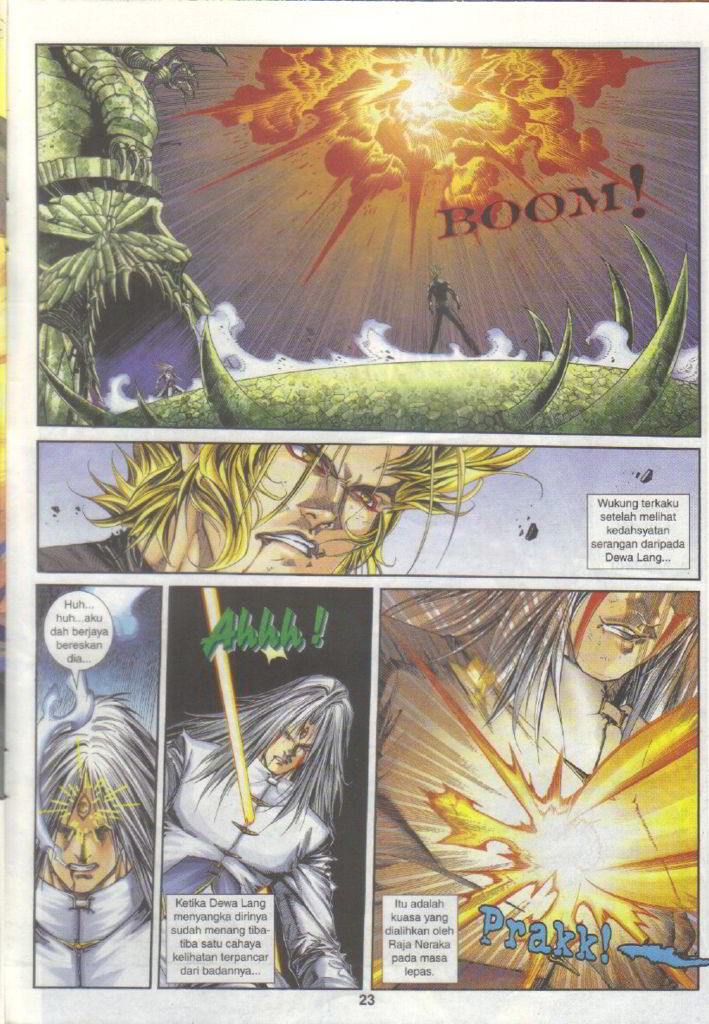 BOOM!
Wukung terkaku
setelah melihat
kedahsyatan
serangan daripada
Dewa Lang...
Huh...
huh...aku
dah berjaya
bereskan
dia...
Ahhh!
Ketika Dewa Lang
menyangka dirinya
sudah menang tiba-
tiba satu cahaya
kelihatan terpancar
dari badannya...
Itu adalah
kuasa yang
dialihkan oleh
Raja Neraka
pada masa
lepas.
Prakk!
23